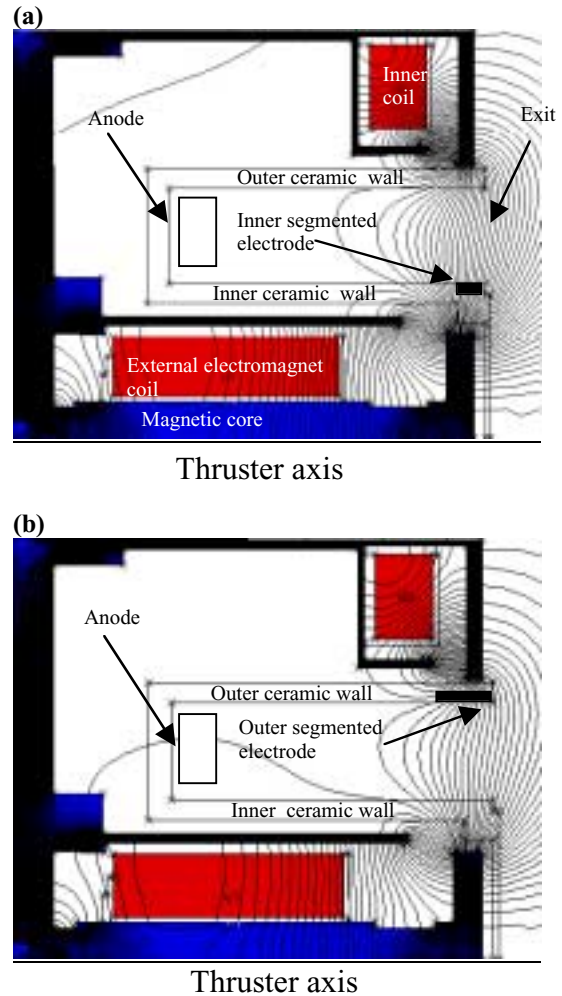 (a)
Inner
coil
Anode
Exit
Outer ceramic wall
Inner segmented
electrode
Inner ceramic wall
External electromagnet
coil
Magnetic core
Thruster axis
(b)
Anode
Outer ceramic wall
Outer segmented
electrode
Inner ceramic wall
Thruster axis